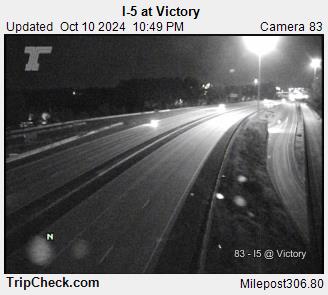 I-5 at Victory
Updated Oct 10 2024 10:49 PM Camera 83
N
83 - I5 @ Victory
TripCheck.com Milepost306.80